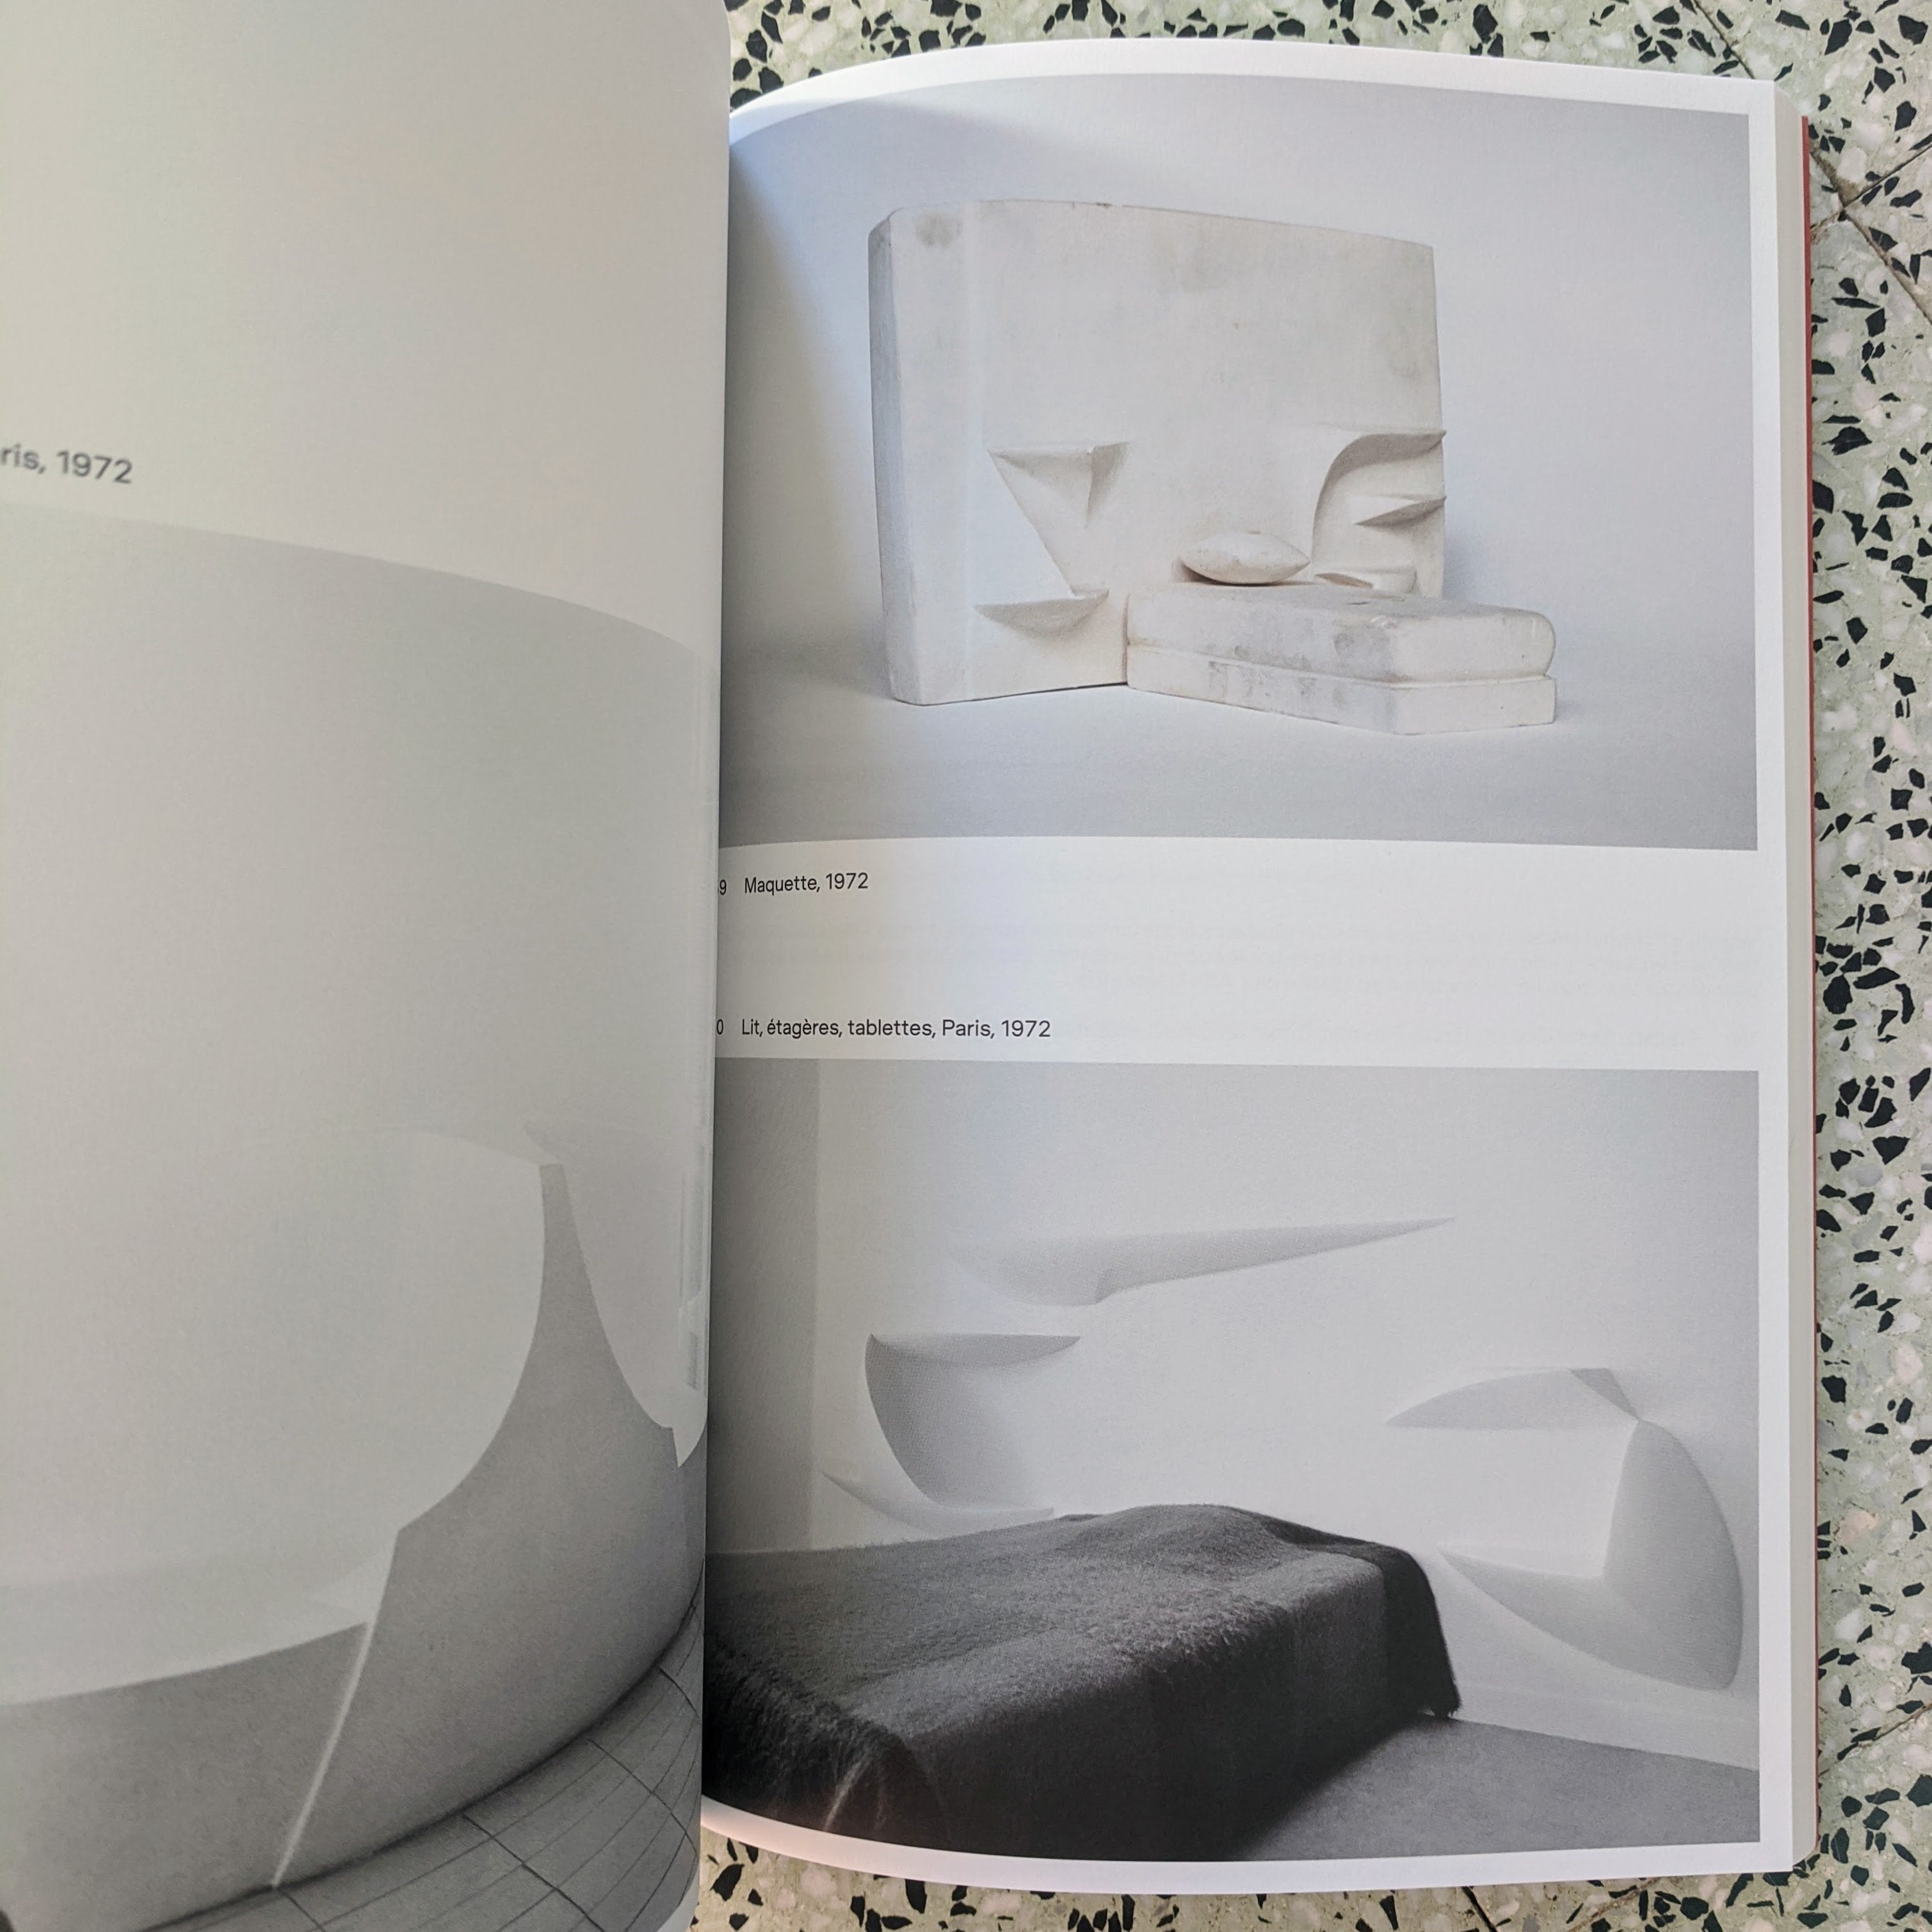 ris, 1972
9 Maquette, 1972
0 Lit, étagères, tablettes, Paris, 1972